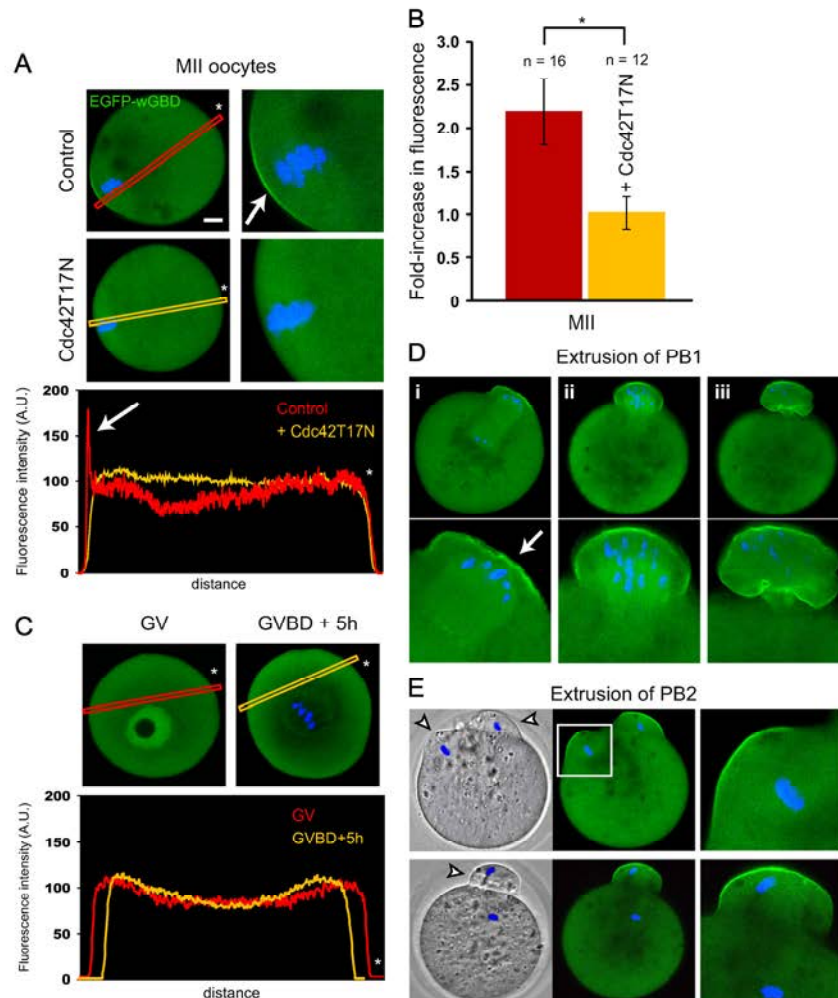 A
MII oocytes
EGFP-wGBD
*
Control
*
Cdc42T17N
Fluorescence intensity (A.U.)
200
150
100
50
0
Control
+ Cdc42T17N
*
distance
B
Fold-increase in fluorescence
3.0
2.5
2.0
1.5
1.0
0.5
0
*
n = 16
n = 12
+ Cdc42T17N
MII
C
GV
GVBD + 5h
*
*
Fluorescence intensity (A.U.)
200
150
100
50
0
GV
GVBD+5h
*
distance
D
Extrusion of PB1
i
ii
iii
E
Extrusion of PB2